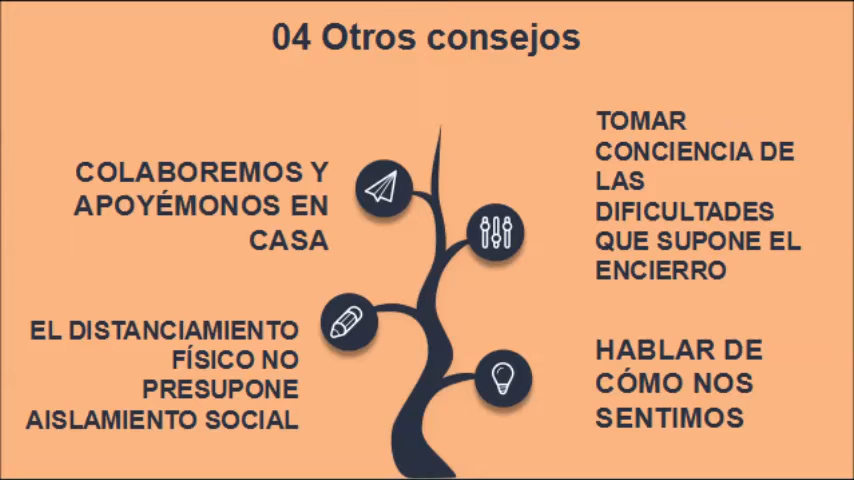 04 Otros consejos
COLABOREMOS Y
APOYÉMONOS EN
CASA
TOMAR
CONCIENCIA DE
LAS
DIFICULTADES
QUE SUPONE EL
ENCIERRO
EL DISTANCIAMIENTO
FÍSICO NO
PRESUPONE
AISLAMIENTO SOCIAL
HABLAR DE
CÓMO NOS
SENTIMOS